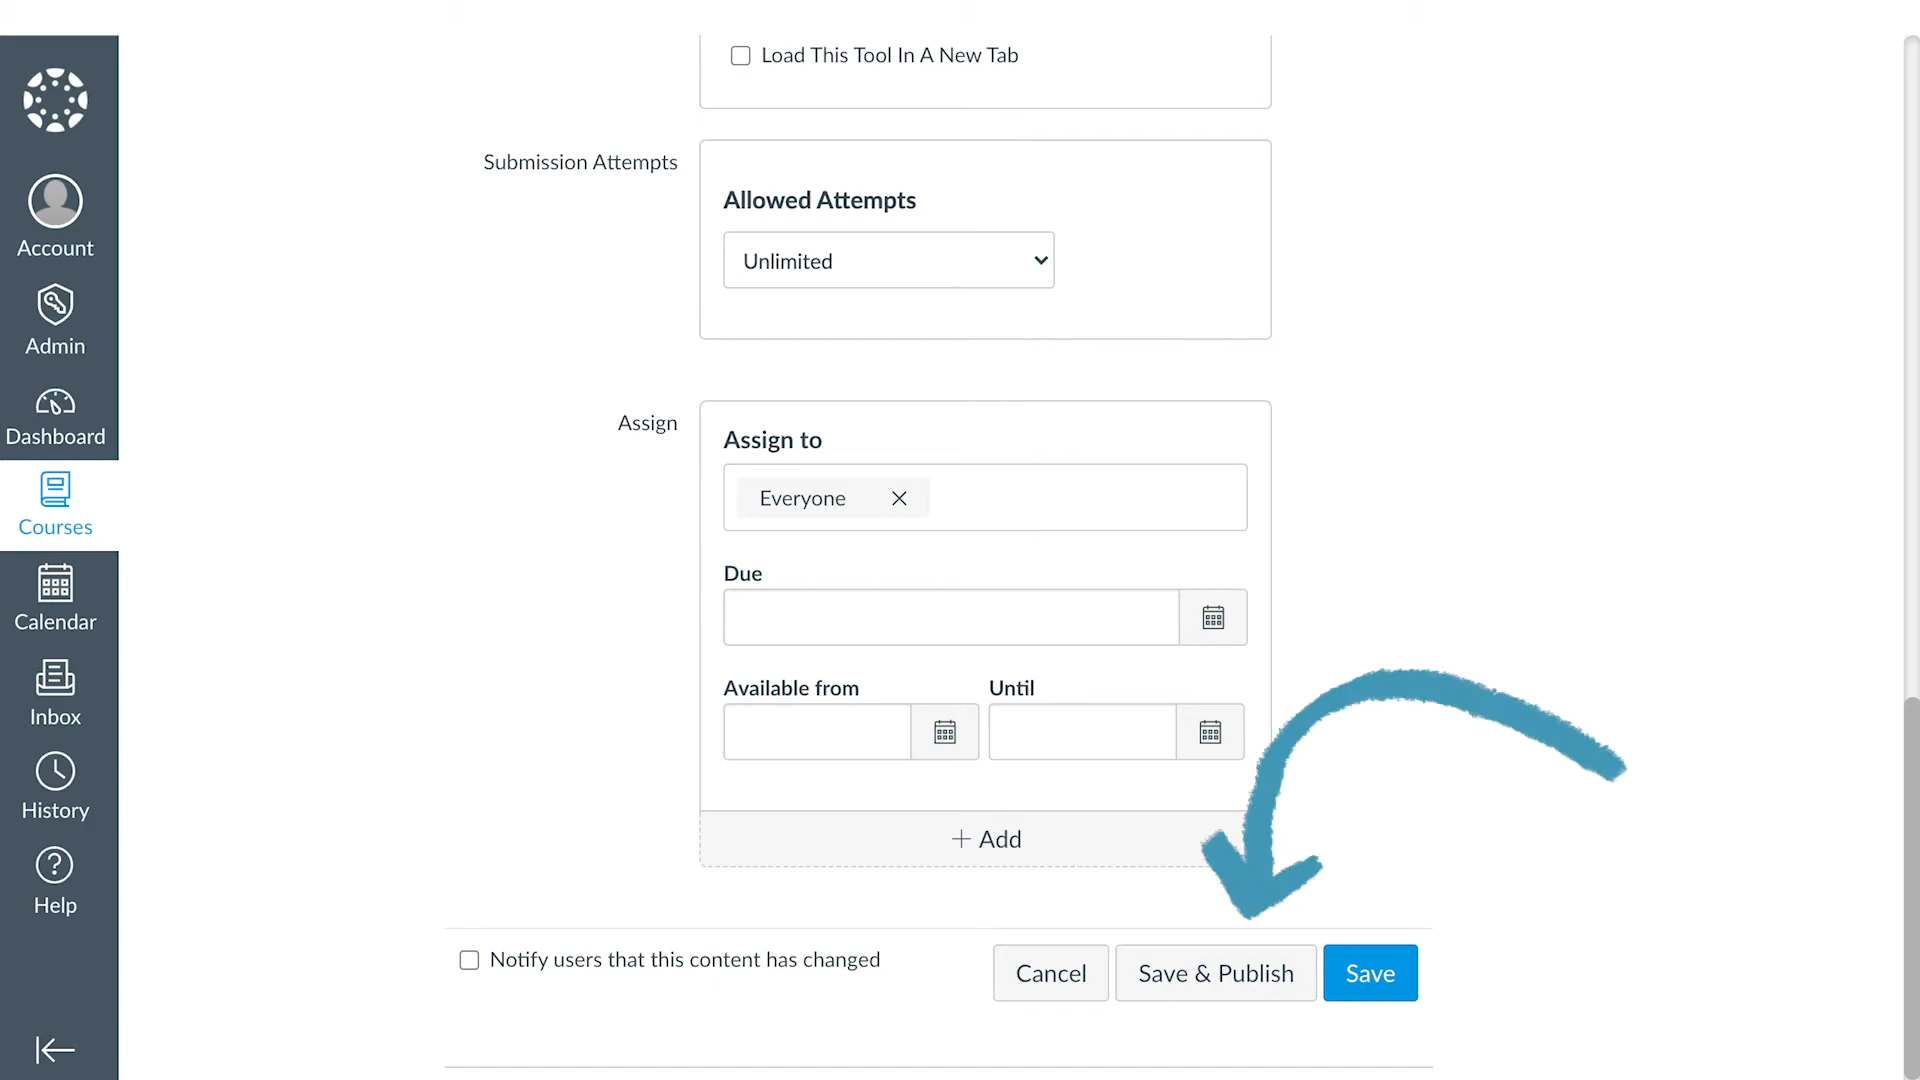 Load This Tool In A New Tab
Submission Attempts
Allowed Attempts
Unlimited
Account
Admin
Dashboard
Courses
Calendar
Inbox
History
Help
Assign
Assign to
Everyone
Due
Available from
Until
+ Add
Notify users that this content has changed
Cancel
Save & Publish
Save